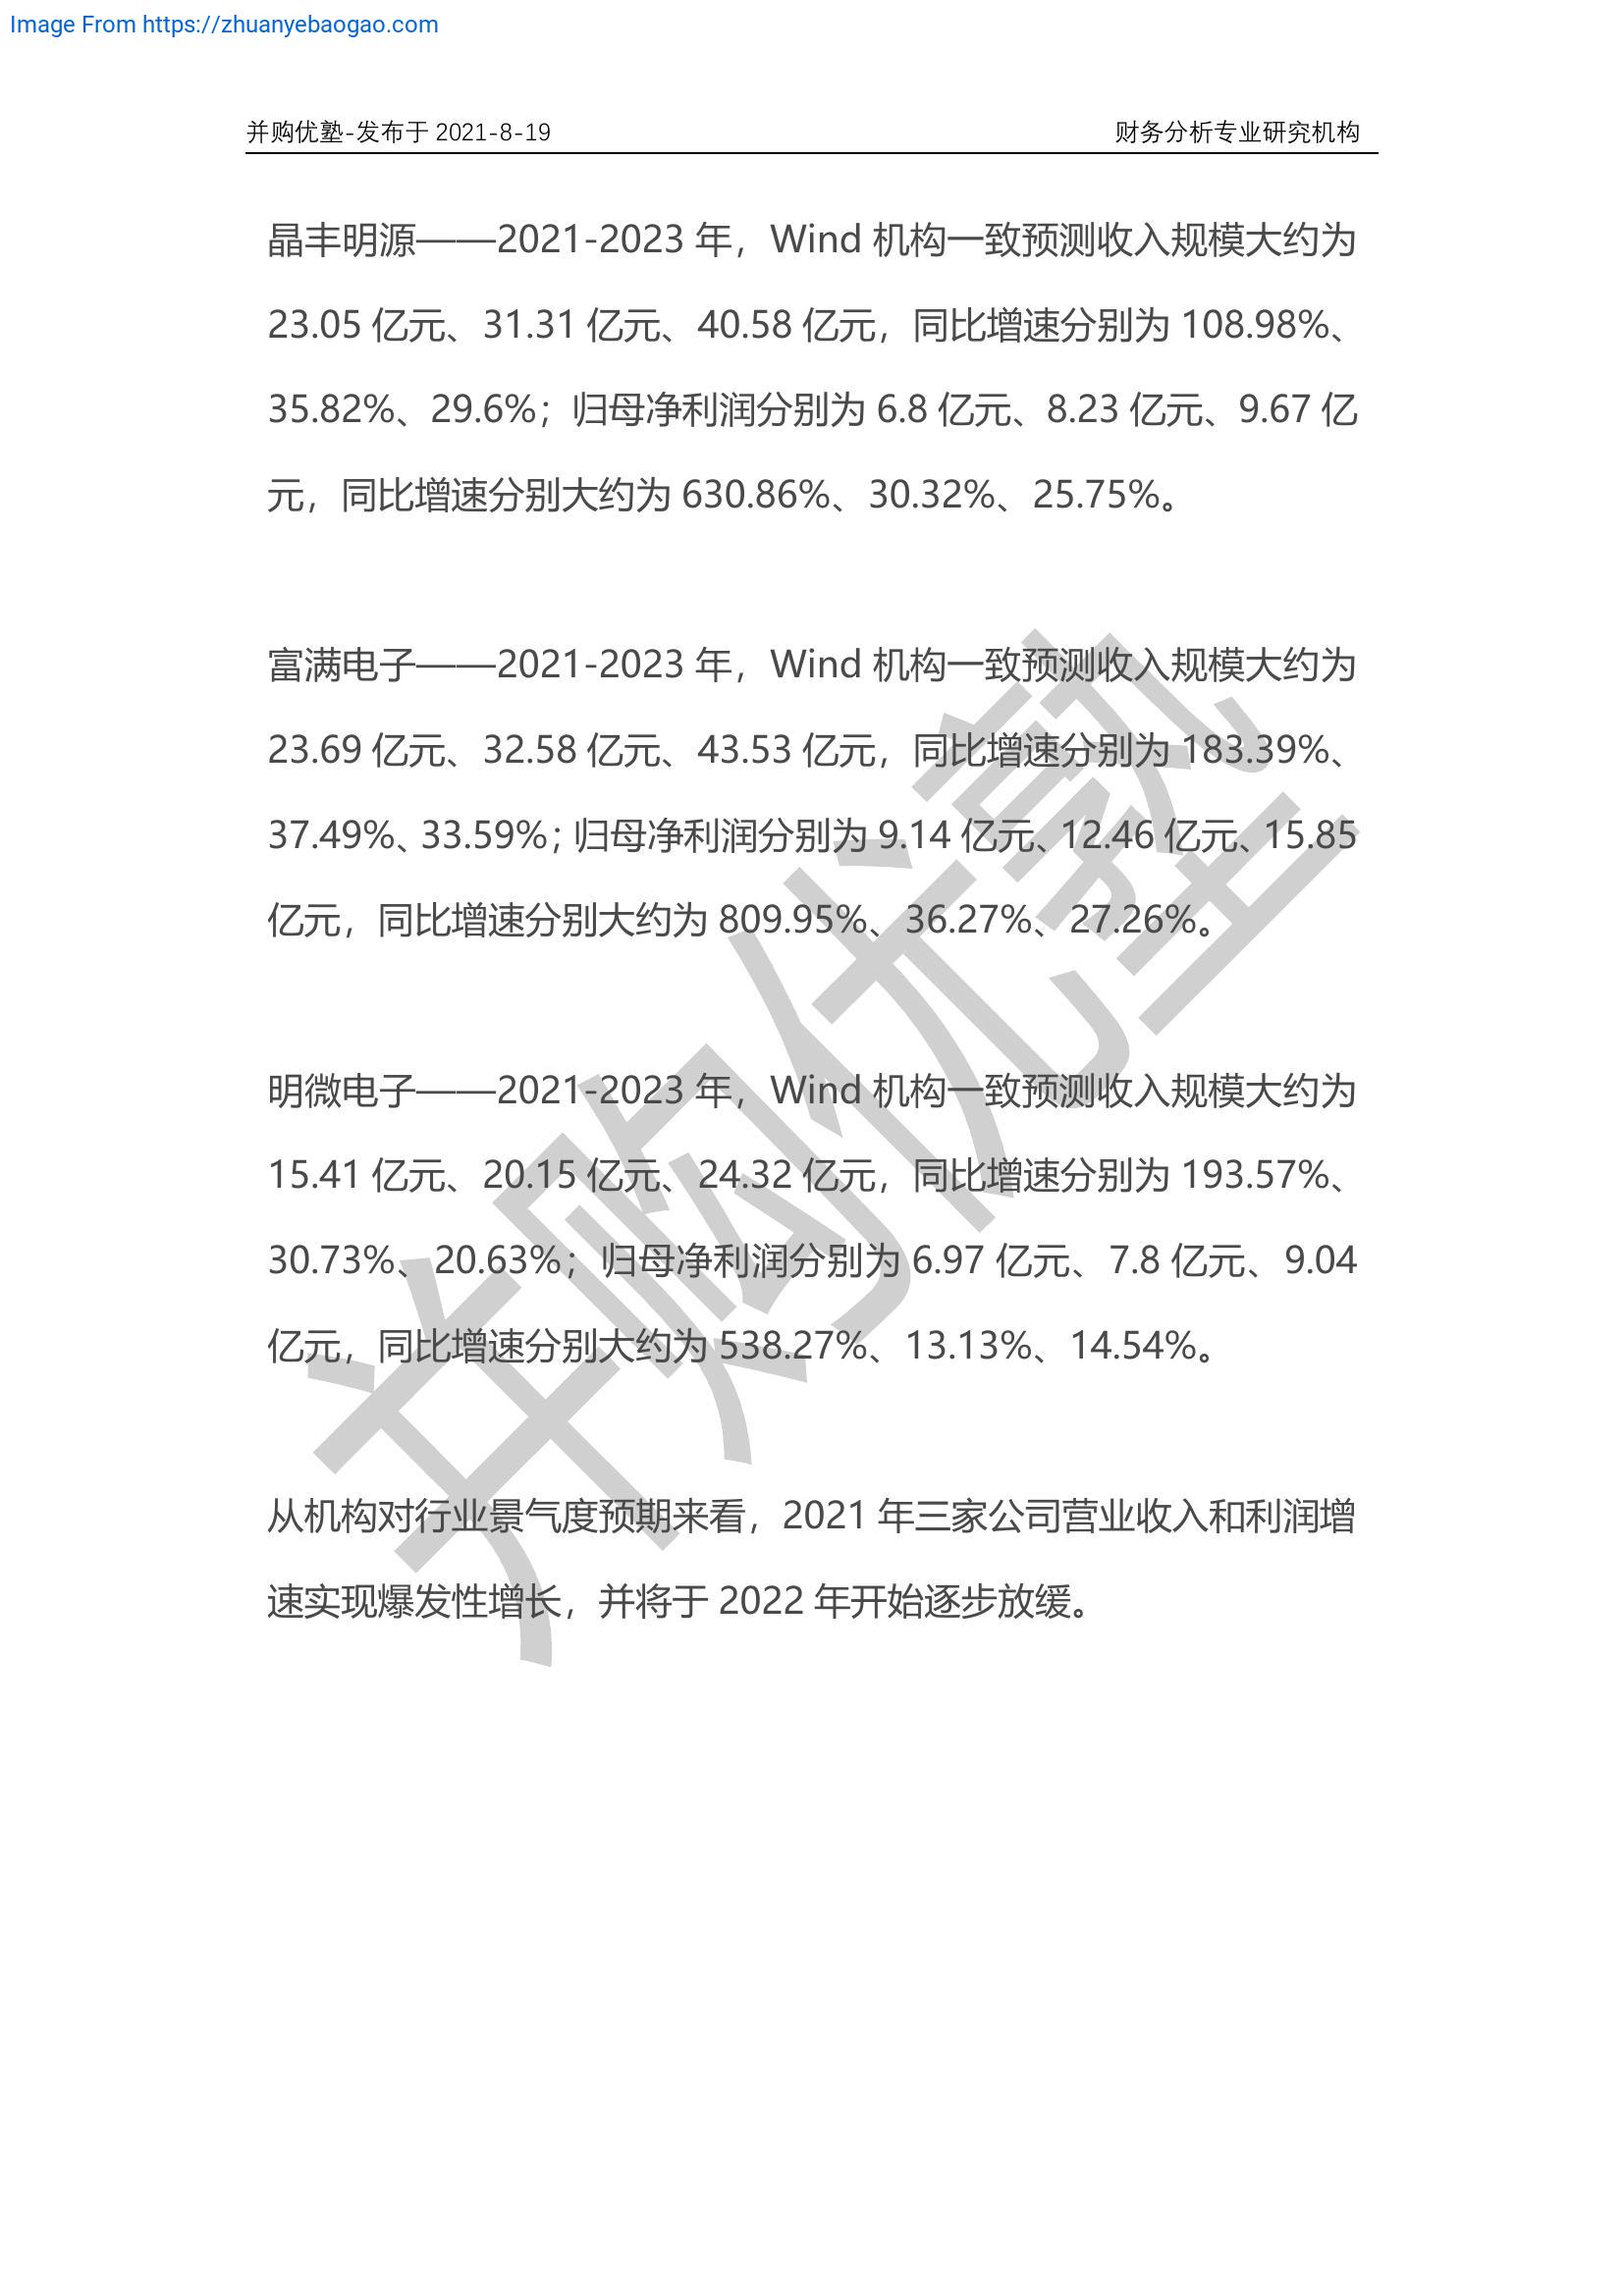 Image From https://zhuanyebaogao.com
并购优塾-发布于 2021-8-19 财务分析专业研究机构
晶丰明源——2021-2023 年，Wind 机构一致预测收入规模大约为
23.05 亿元、31.31 亿元、40.58 亿元，同比增速分别为 108.98%、
35.82%、29.6%；归母净利润分别为 6.8 亿元、8.23 亿元、9.67 亿
元，同比增速分别大约为 630.86%、30.32%、25.75%。
富满电子——2021-2023 年，Wind 机构一致预测收入规模大约为
23.69 亿元、32.58 亿元、43.53 亿元，同比增速分别为 183.39%、
37.49%、33.59%；归母净利润分别为 9.14 亿元、12.46 亿元、15.85
亿元，同比增速分别大约为 809.95%、36.27%、27.26%。
明微电子——2021-2023 年，Wind 机构一致预测收入规模大约为
15.41 亿元、20.15 亿元、24.32 亿元，同比增速分别为 193.57%、
30.73%、20.63%；归母净利润分别为 6.97 亿元、7.8 亿元、9.04
亿元，同比增速分别大约为 538.27%、13.13%、14.54%。
从机构对行业景气度预期来看，2021 年三家公司营业收入和利润增
速实现爆发性增长，并将于 2022 年开始逐步放缓。
并购优塾